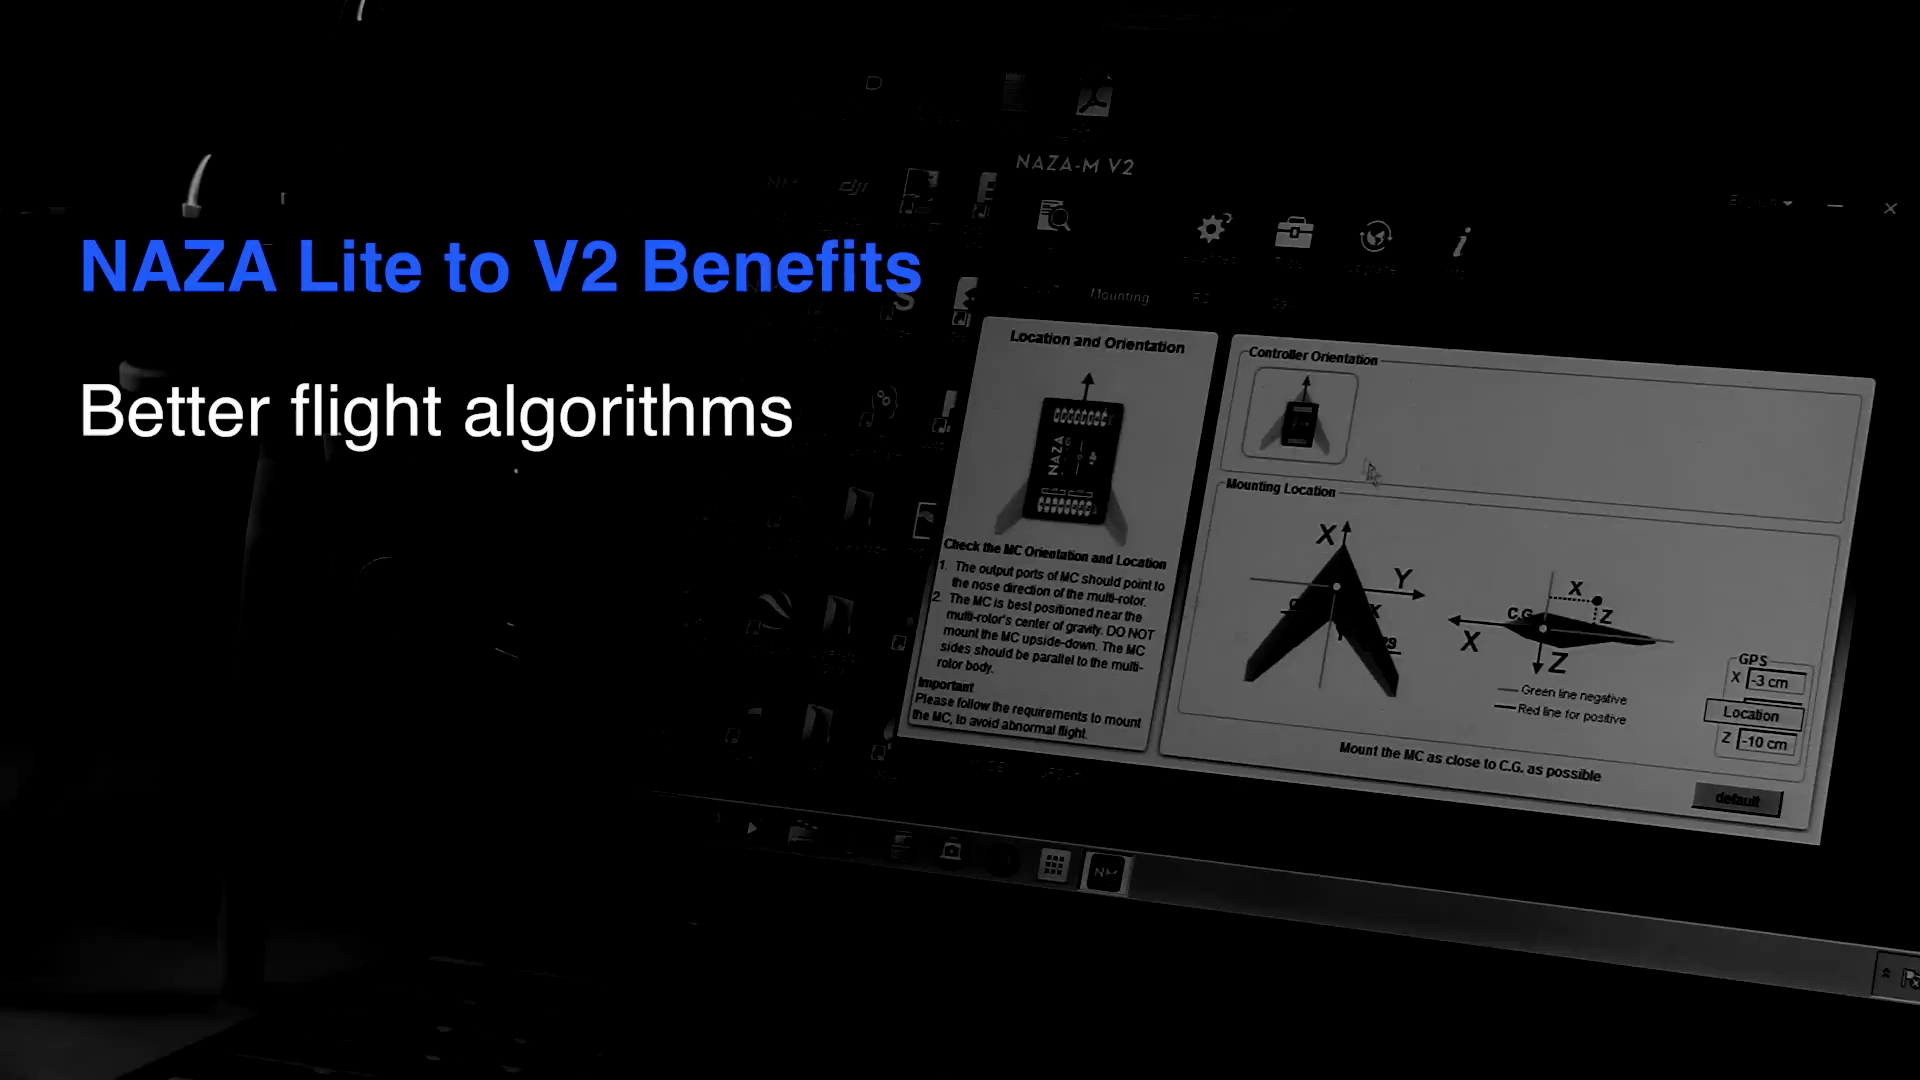 NAZA Lite to V2 Benefits
Better flight algorithms
NAZA-M V2
dji
Mounting
Location and Orientation
NAZA
Check the MC Orientation and Location
1. The output ports of MC should point to
the nose direction of the multi-rotor.
2. The MC is best positioned near the
multi-rotor's center of gravity. DO NOT
mount the MC upside-down. The MC
sides should be parallel to the multi-
rotor body.
Important
Please follow the requirements to mount
the MC, to avoid abnormal flight.
Controller Orientation
Mounting Location
X
Y
X
C.G
Z
X
Z
Green line negative
Red line for positive
GPS
X -3 cm
Location
Z -10 cm
Mount the MC as close to C.G. as possible
default
NM